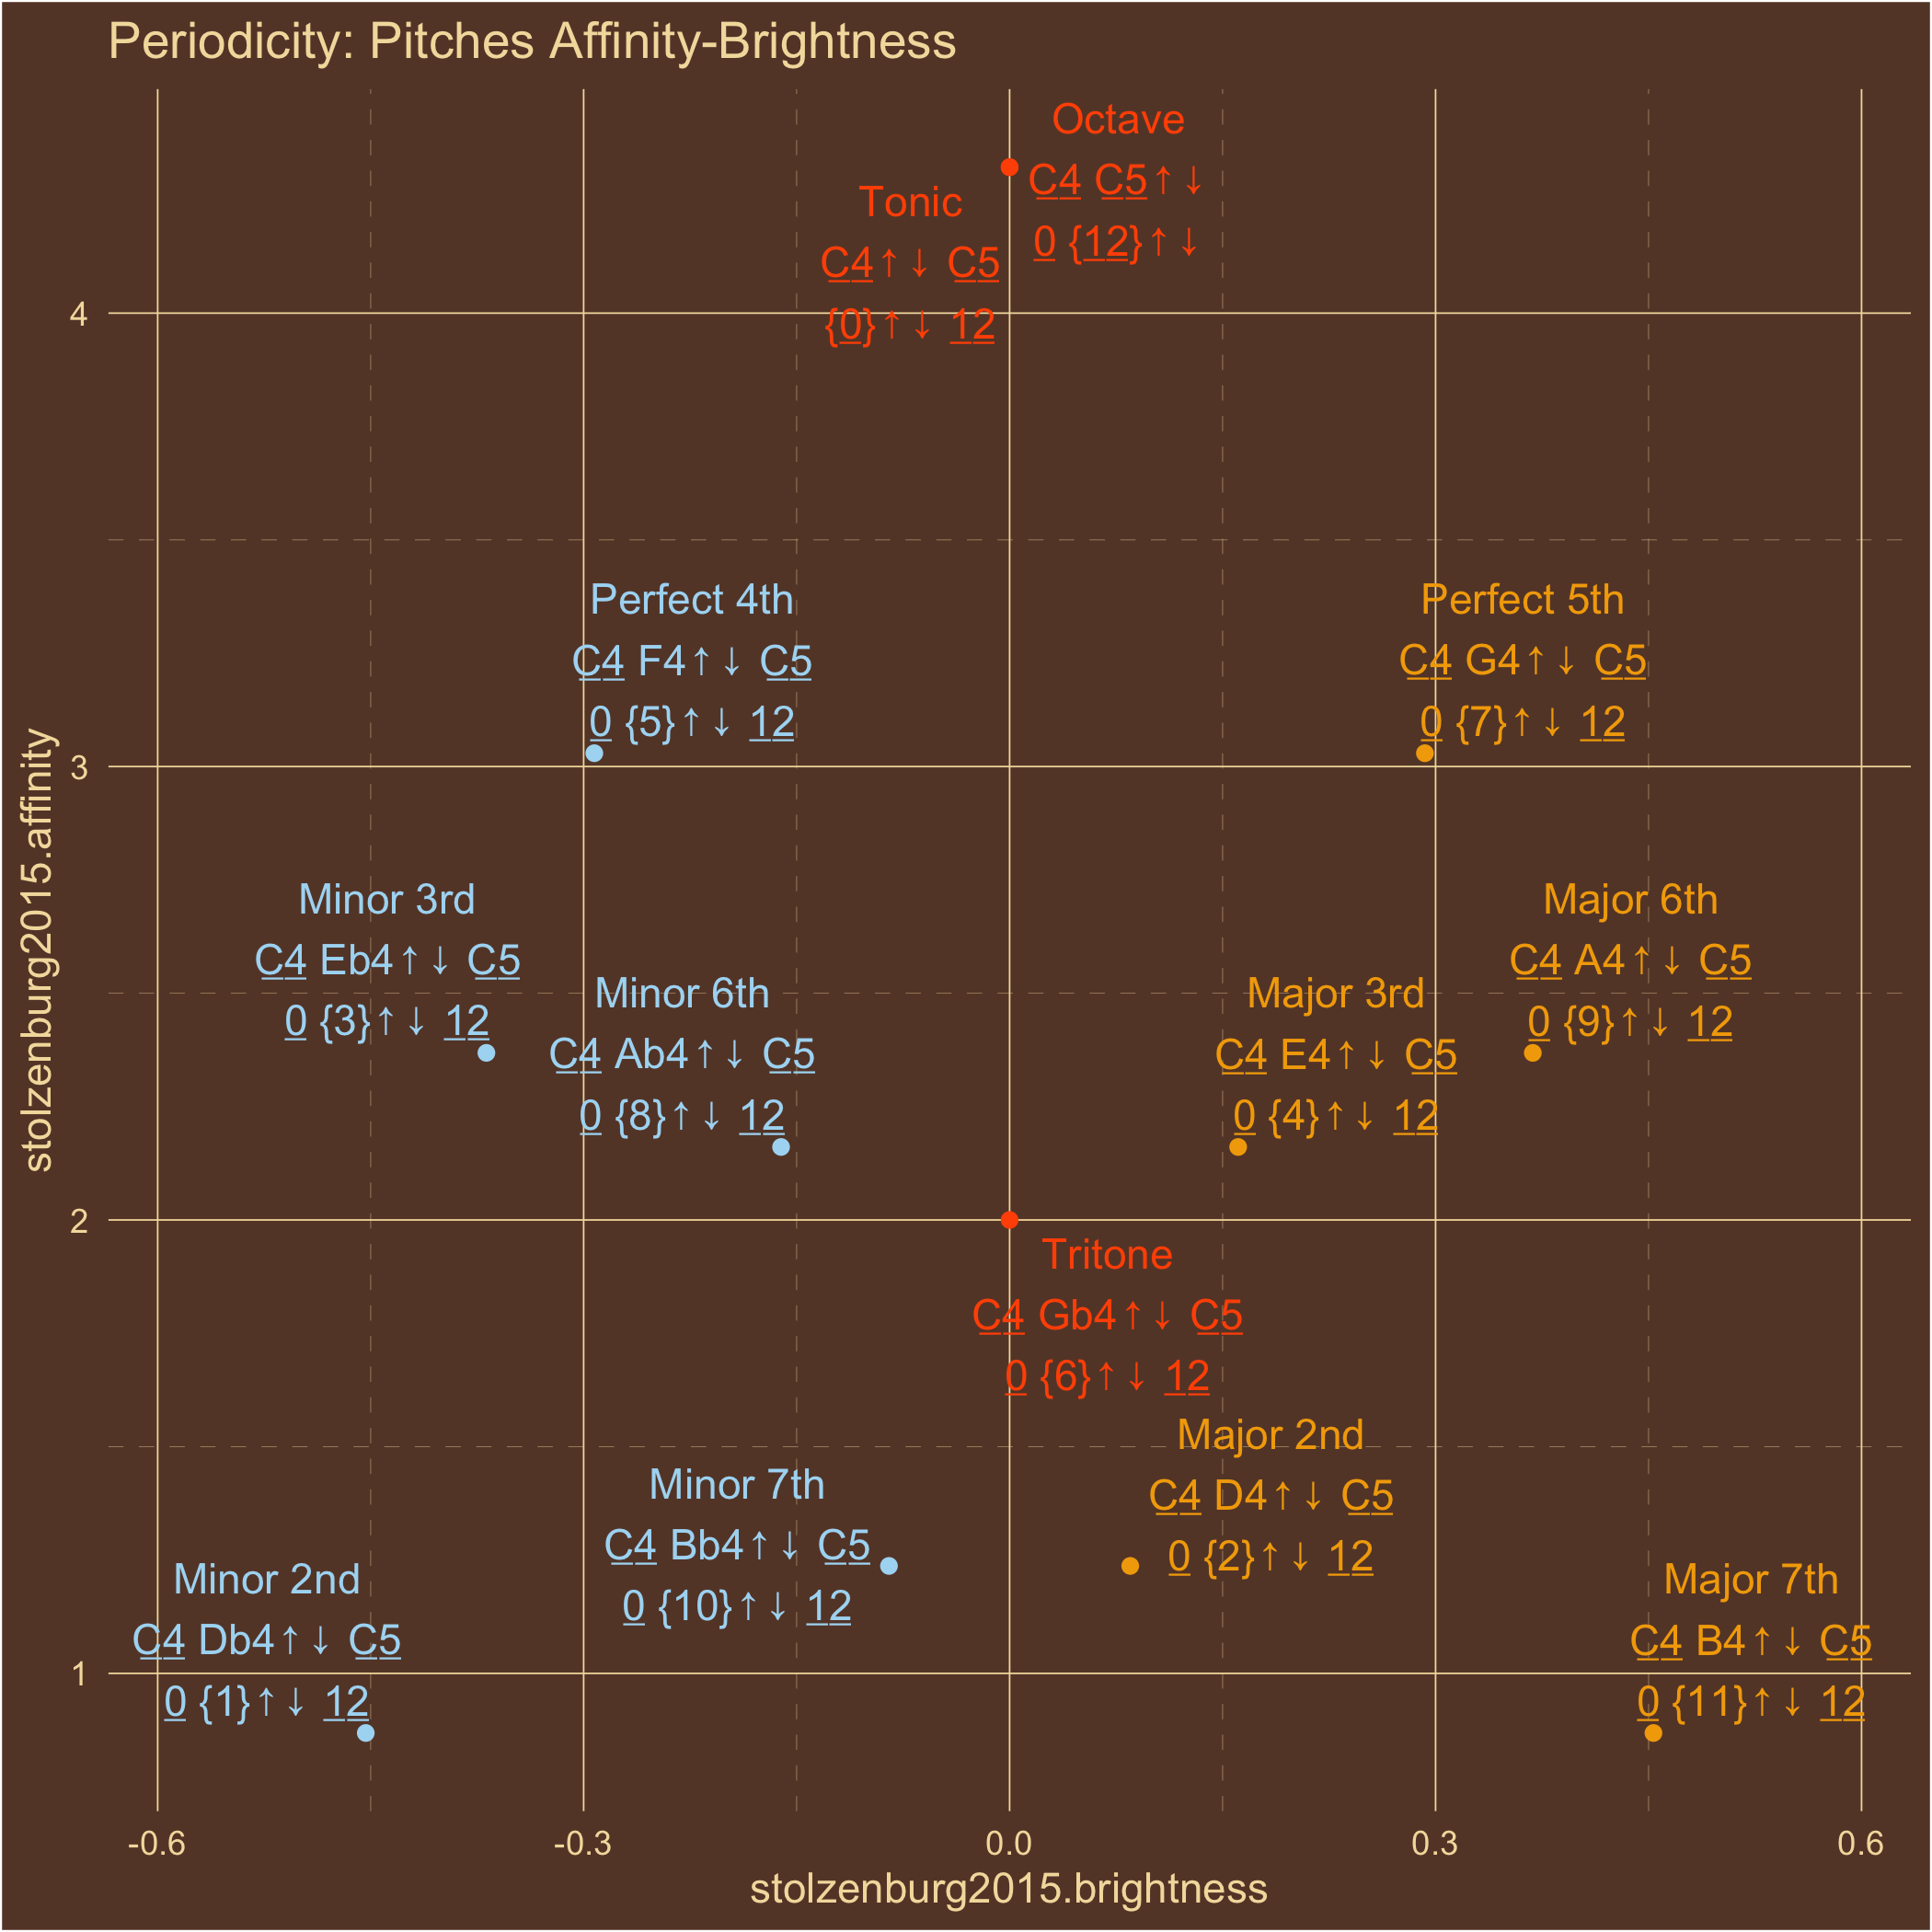 Periodicity: Pitches Affinity-Brightness
Octave
C4 C5↑↓
0 {12}↑↓
Tonic
C4↑↓ C5
{0}↑↓ 12
4
Perfect 4th
C4 F4↑↓ C5
0 {5}↑↓ 12
Perfect 5th
C4 G4↑↓ C5
0 {7}↑↓ 12
3
stolzenburg2015.affinity
Minor 3rd
C4 Eb4↑↓ C5
0 {3}↑↓ 12
Minor 6th
C4 Ab4↑↓ C5
0 {8}↑↓ 12
Major 3rd
C4 E4↑↓ C5
0 {4}↑↓ 12
Major 6th
C4 A4↑↓ C5
0 {9}↑↓ 12
2
Tritone
C4 Gb4↑↓ C5
0 {6}↑↓ 12
Major 2nd
C4 D4↑↓ C5
0 {2}↑↓ 12
Minor 7th
C4 Bb4↑↓ C5
0 {10}↑↓ 12
Minor 2nd
C4 Db4↑↓ C5
0 {1}↑↓ 12
Major 7th
C4 B4↑↓ C5
0 {11}↑↓ 12
1
-0.6 -0.3 0.0 0.3 0.6
stolzenburg2015.brightness